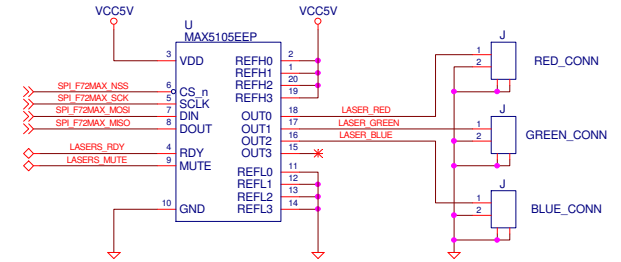 VCC5V
VCC5V
U
MAX5105EEP
J
3 VDD REFH0 2
REFH1 1
REFH2 20
REFH3 19
1
2
RED_CONN
SPI_F72MAX_NSS 6 CS_n
SPI_F72MAX_SCK 5 SCLK
SPI_F72MAX_MOSI 7 DIN OUT0 18 LASER_RED
SPI_F72MAX_MISO 8 DOUT OUT1 17 LASER_GREEN
OUT2 16 LASER_BLUE
OUT3 15
J
1
2
GREEN_CONN
LASERS_RDY 4 RDY
LASERS_MUTE 9 MUTE
REFL0 11
REFL1 12
REFL2 13
10 GND REFL3 14
J
1
2
BLUE_CONN